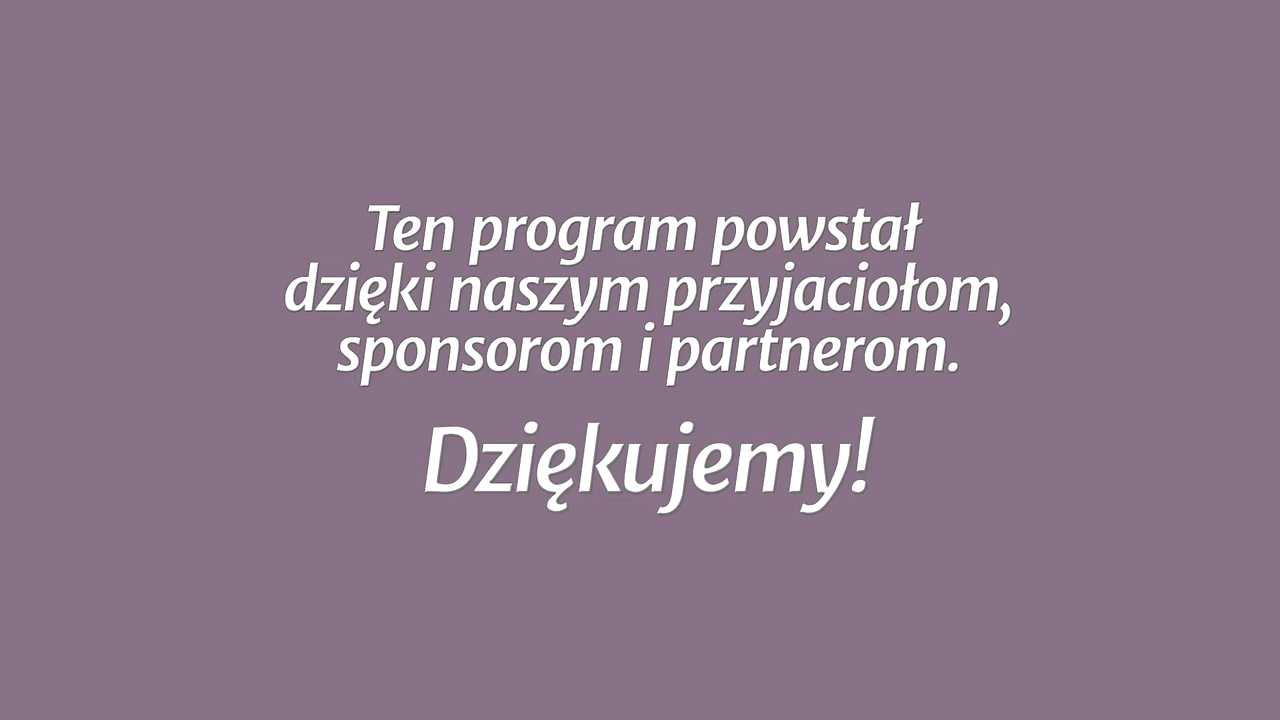 Ten program powstał
dzięki naszym przyjaciołom,
sponsorom i partnerom.
Dziękujemy!